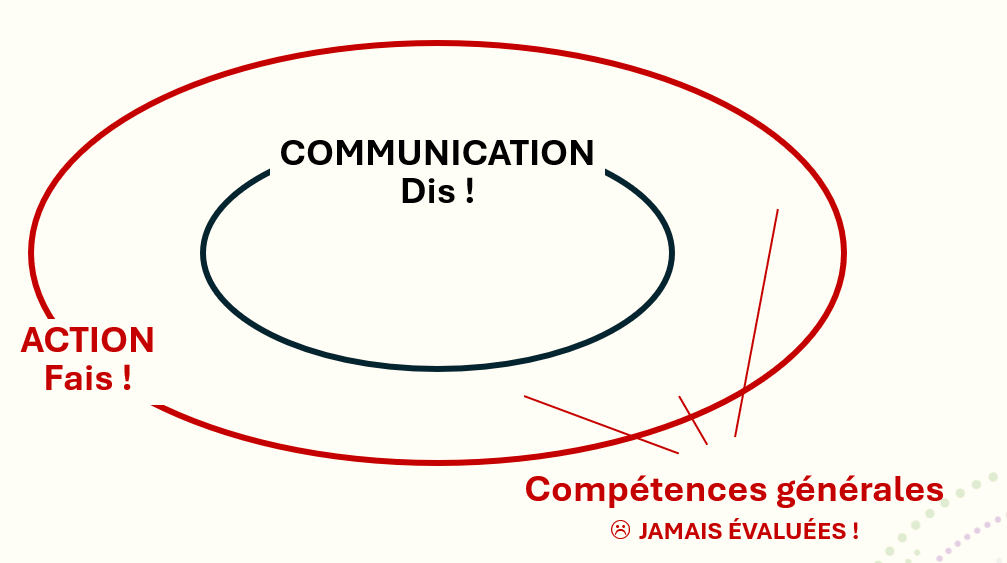 COMMUNICATION
Dis !
ACTION
Fais !
Compétences générales
☹ JAMAIS ÉVALUÉES !